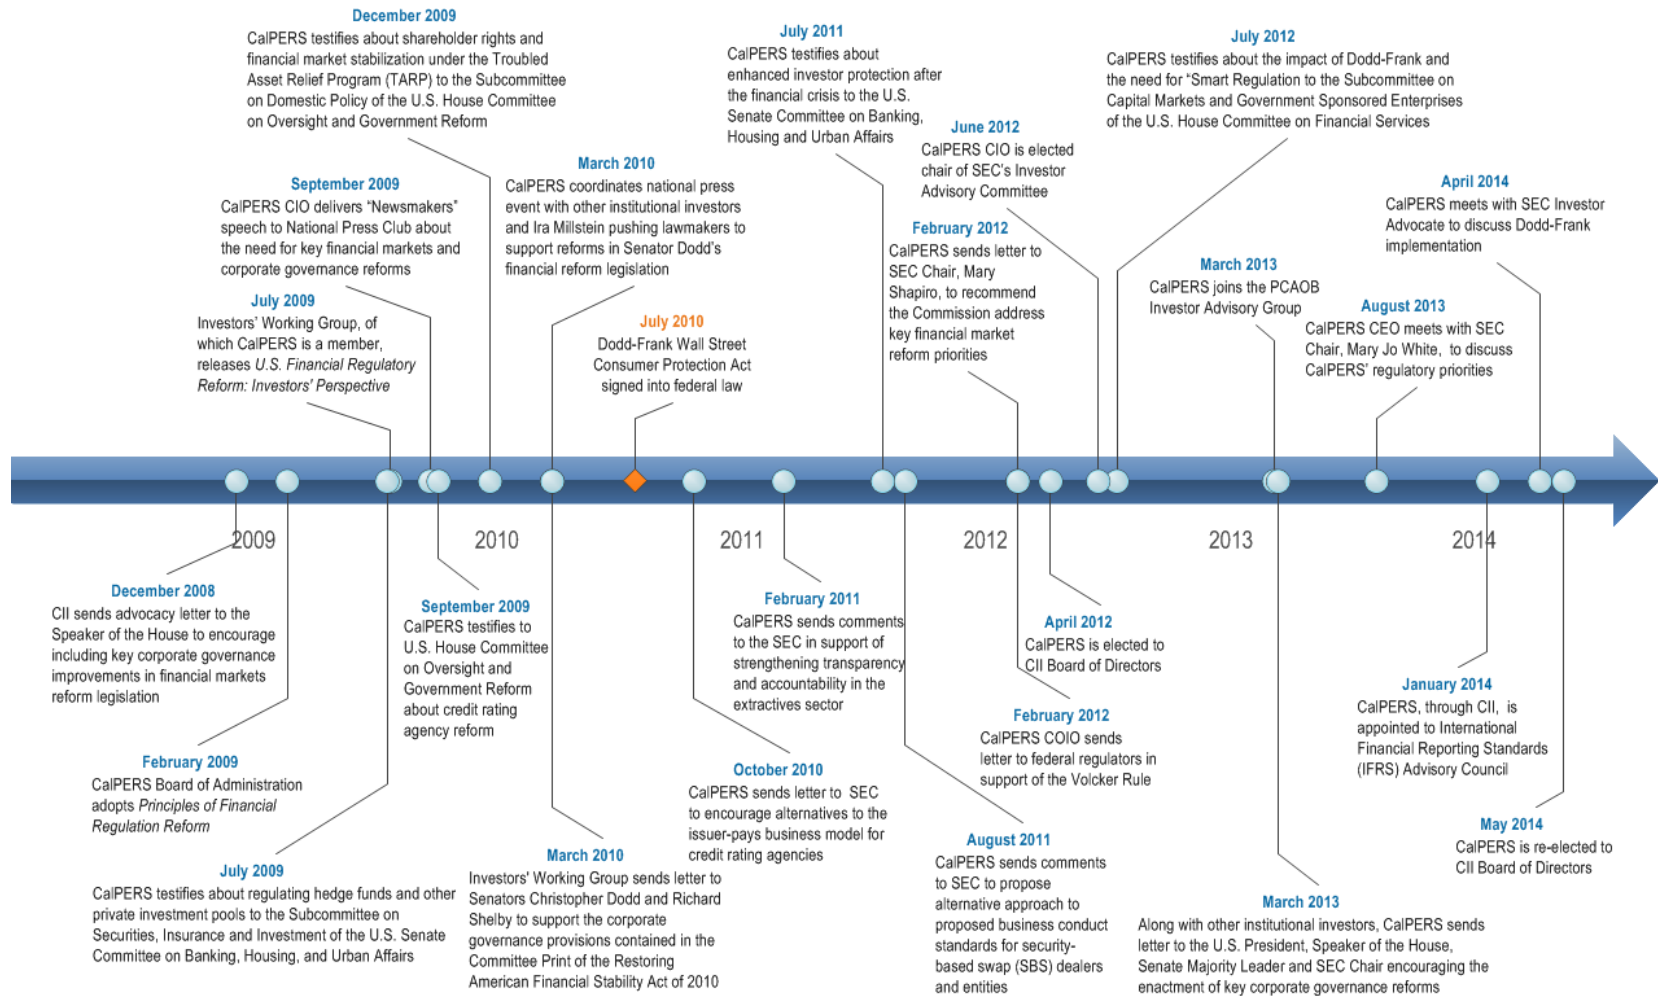 December 2009
CalPERS testifies about shareholder rights and
financial market stabilization under the Troubled
Asset Relief Program (TARP) to the Subcommittee
on Domestic Policy of the U.S. House Committee
on Oversight and Government Reform
July 2011
CalPERS testifies about
enhanced investor protection after
the financial crisis to the U.S.
Senate Committee on Banking,
Housing and Urban Affairs
July 2012
CalPERS testifies about the impact of Dodd-Frank and
the need for “Smart Regulation to the Subcommittee on
Capital Markets and Government Sponsored Enterprises
of the U.S. House Committee on Financial Services
June 2012
CalPERS CIO is elected
chair of SEC's Investor
Advisory Committee
March 2010
CalPERS coordinates national press
event with other institutional investors
and Ira Millstein pushing lawmakers to
support reforms in Senator Dodd's
financial reform legislation
September 2009
CalPERS CIO delivers “Newsmakers”
speech to National Press Club about
the need for key financial markets and
corporate governance reforms
April 2014
CalPERS meets with SEC Investor
Advocate to discuss Dodd-Frank
implementation
February 2012
CalPERS sends letter to
SEC Chair, Mary
Shapiro, to recommend
the Commission address
key financial market
reform priorities
March 2013
CalPERS joins the PCAOB
Investor Advisory Group
July 2009
Investors' Working Group, of
which CalPERS is a member,
releases U.S. Financial Regulatory
Reform: Investors' Perspective
July 2010
Dodd-Frank Wall Street
Consumer Protection Act
signed into federal law
August 2013
CalPERS CEO meets with SEC
Chair, Mary Jo White, to discuss
CalPERS' regulatory priorities
2009
2010
2011
2012
2013
2014
December 2008
CII sends advocacy letter to the
Speaker of the House to encourage
including key corporate governance
improvements in financial markets
reform legislation
September 2009
CalPERS testifies to
U.S. House Committee
on Oversight and
Government Reform
about credit rating
agency reform
February 2011
CalPERS sends comments
to the SEC in support of
strengthening transparency
and accountability in the
extractives sector
April 2012
CalPERS is elected to
CII Board of Directors
January 2014
CalPERS, through CII, is
appointed to International
Financial Reporting Standards
(IFRS) Advisory Council
February 2012
CalPERS COIO sends
letter to federal regulators in
support of the Volcker Rule
February 2009
CalPERS Board of Administration
adopts Principles of Financial
Regulation Reform
October 2010
CalPERS sends letter to SEC
to encourage alternatives to the
issuer-pays business model for
credit rating agencies
May 2014
CalPERS is re-elected to
CII Board of Directors
August 2011
CalPERS sends comments
to SEC to propose
alternative approach to
proposed business conduct
standards for security-
based swap (SBS) dealers
and entities
March 2010
Investors' Working Group sends letter to
Senators Christopher Dodd and Richard
Shelby to support the corporate
governance provisions contained in the
Committee Print of the Restoring
American Financial Stability Act of 2010
July 2009
CalPERS testifies about regulating hedge funds and other
private investment pools to the Subcommittee on
Securities, Insurance and Investment of the U.S. Senate
Committee on Banking, Housing, and Urban Affairs
March 2013
Along with other institutional investors, CalPERS sends
letter to the U.S. President, Speaker of the House,
Senate Majority Leader and SEC Chair encouraging the
enactment of key corporate governance reforms